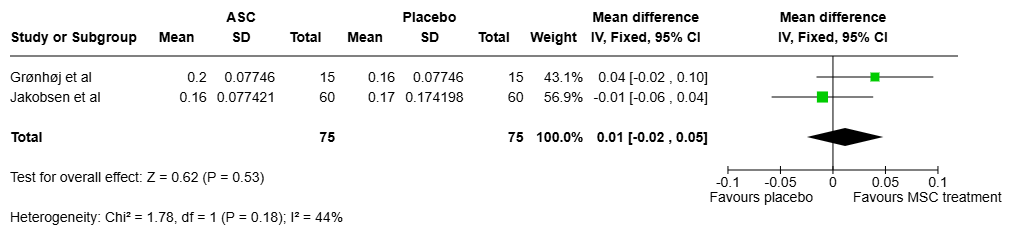 ASC Placebo Mean difference Mean difference
Study or Subgroup Mean SD Total Mean SD Total Weight IV, Fixed, 95% CI IV, Fixed, 95% CI
Grønhøj et al 0.2 0.07746 15 0.16 0.07746 15 43.1% 0.04 [-0.02 , 0.10]
Jakobsen et al 0.16 0.077421 60 0.17 0.174198 60 56.9% -0.01 [-0.06 , 0.04]
Total 75 75 100.0% 0.01 [-0.02 , 0.05]
Test for overall effect: Z = 0.62 (P = 0.53)
-0.1 -0.05 0 0.05 0.1
Favours placebo Favours MSC treatment
Heterogeneity: Chi² = 1.78, df = 1 (P = 0.18); I² = 44%